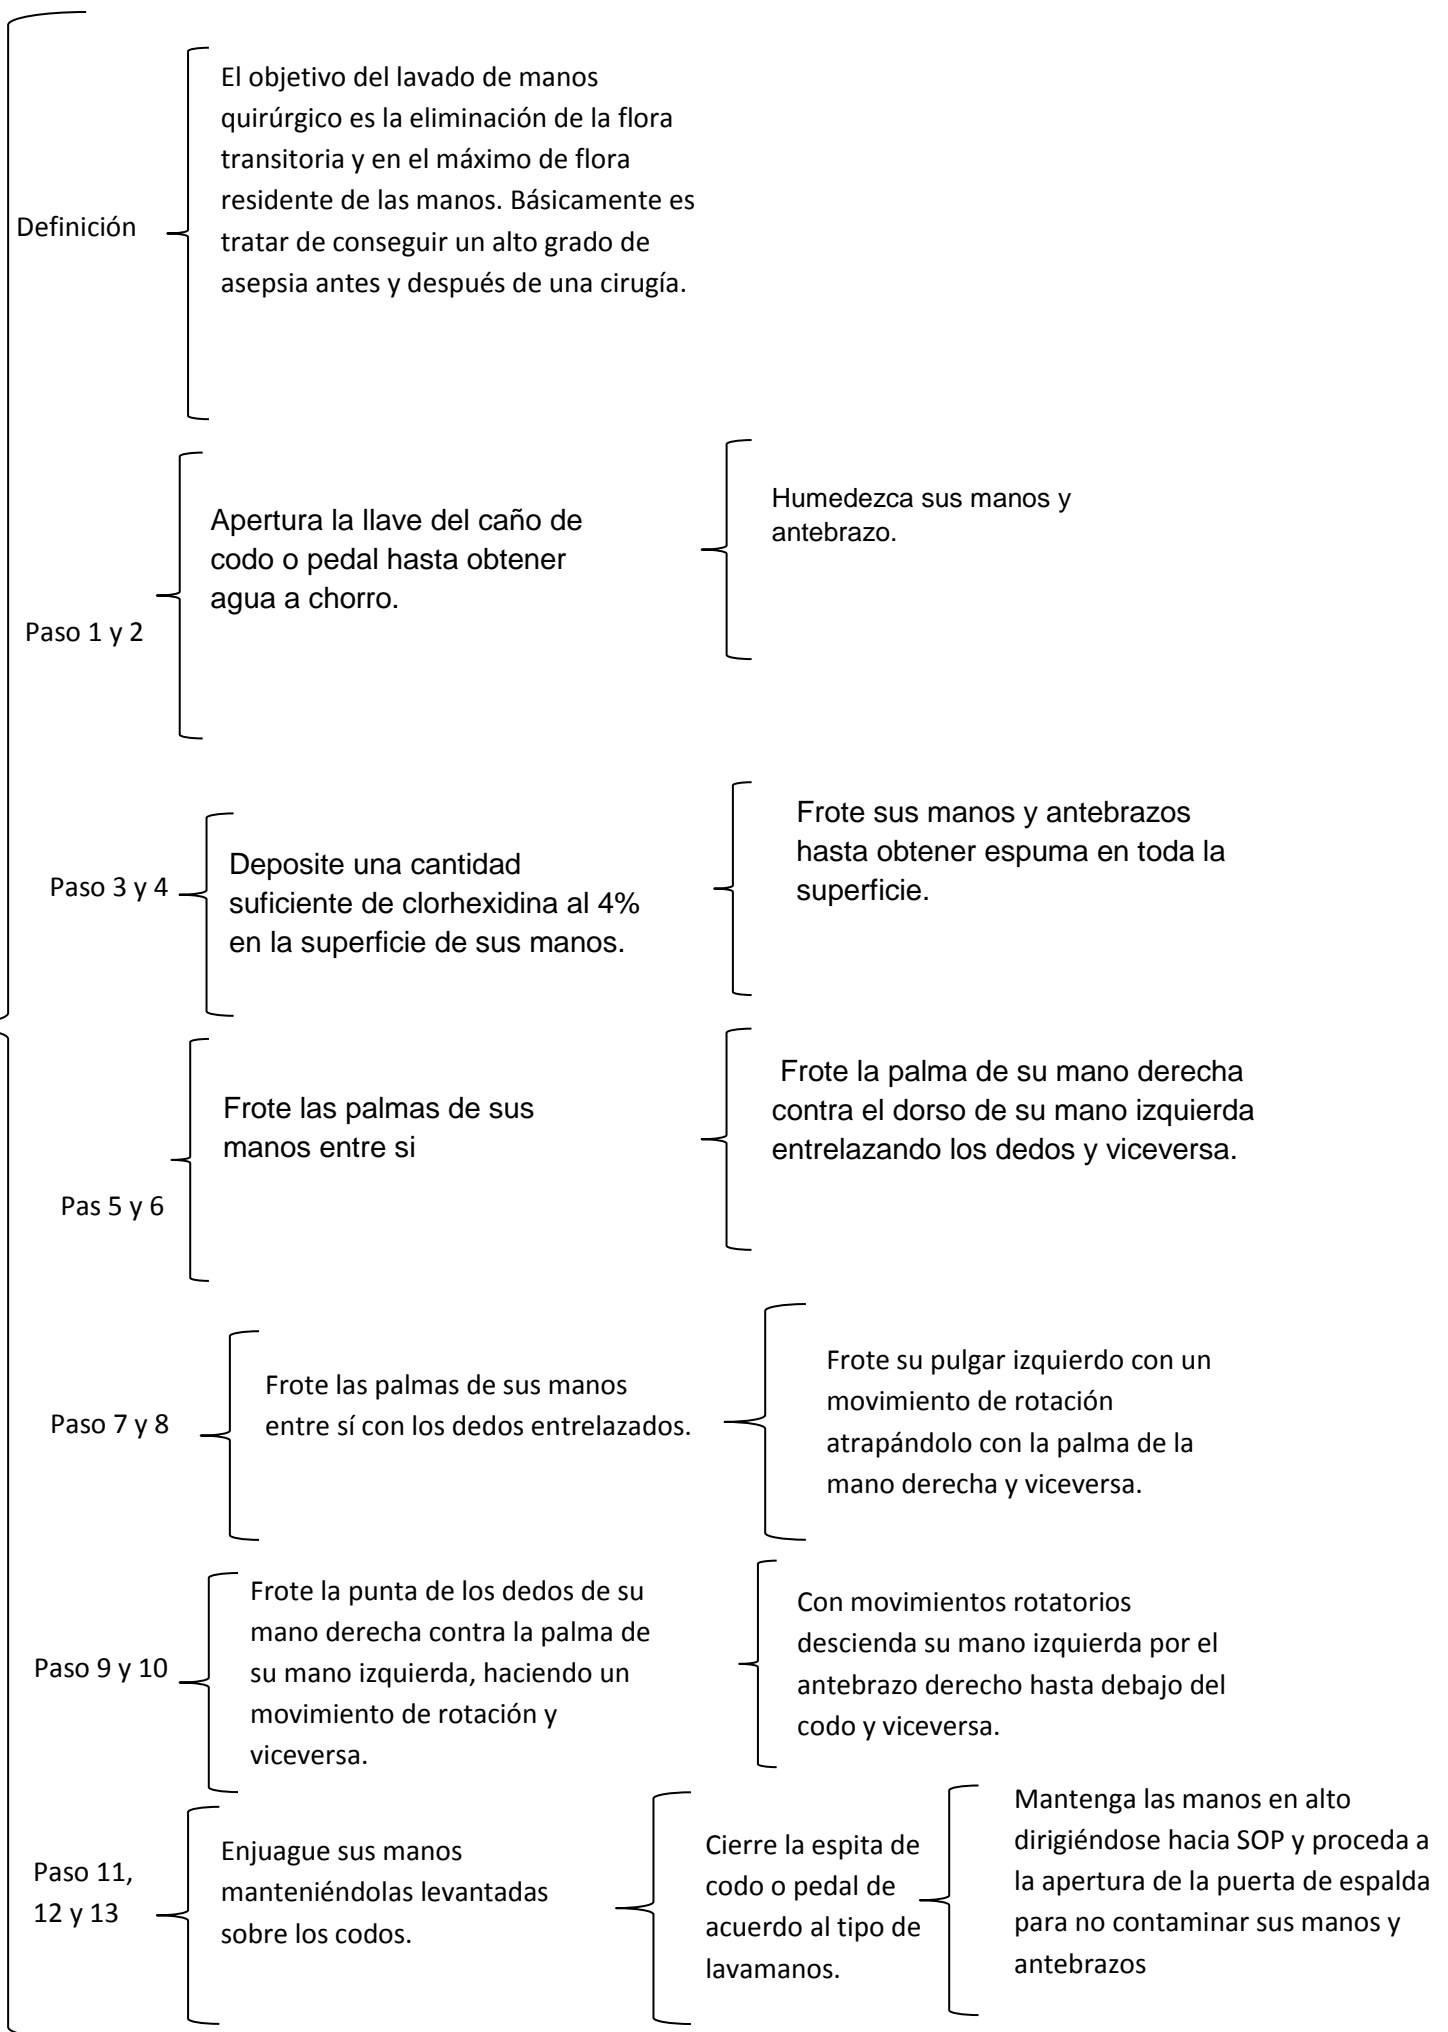 Definición
El objetivo del lavado de manos
quirúrgico es la eliminación de la flora
transitoria y en el máximo de flora
residente de las manos. Básicamente es
tratar de conseguir un alto grado de
asepsia antes y después de una cirugía.
Paso 1 y 2
Apertura la llave del caño de
codo o pedal hasta obtener
agua a chorro.
Humedezca sus manos y
antebrazo.
Paso 3 y 4
Deposite una cantidad
suficiente de clorhexidina al 4%
en la superficie de sus manos.
Frote sus manos y antebrazos
hasta obtener espuma en toda la
superficie.
Pas 5 y 6
Frote las palmas de sus
manos entre si
Frote la palma de su mano derecha
contra el dorso de su mano izquierda
entrelazando los dedos y viceversa.
Paso 7 y 8
Frote las palmas de sus manos
entre sí con los dedos entrelazados.
Frote su pulgar izquierdo con un
movimiento de rotación
atrapándolo con la palma de la
mano derecha y viceversa.
Paso 9 y 10
Frote la punta de los dedos de su
mano derecha contra la palma de
su mano izquierda, haciendo un
movimiento de rotación y
viceversa.
Con movimientos rotatorios
descienda su mano izquierda por el
antebrazo derecho hasta debajo del
codo y viceversa.
Paso 11,
12 y 13
Enjuague sus manos
manteniéndolas levantadas
sobre los codos.
Cierre la espita de
codo o pedal de
acuerdo al tipo de
lavamanos.
Mantenga las manos en alto
dirigiéndose hacia SOP y proceda a
la apertura de la puerta de espalda
para no contaminar sus manos y
antebrazos